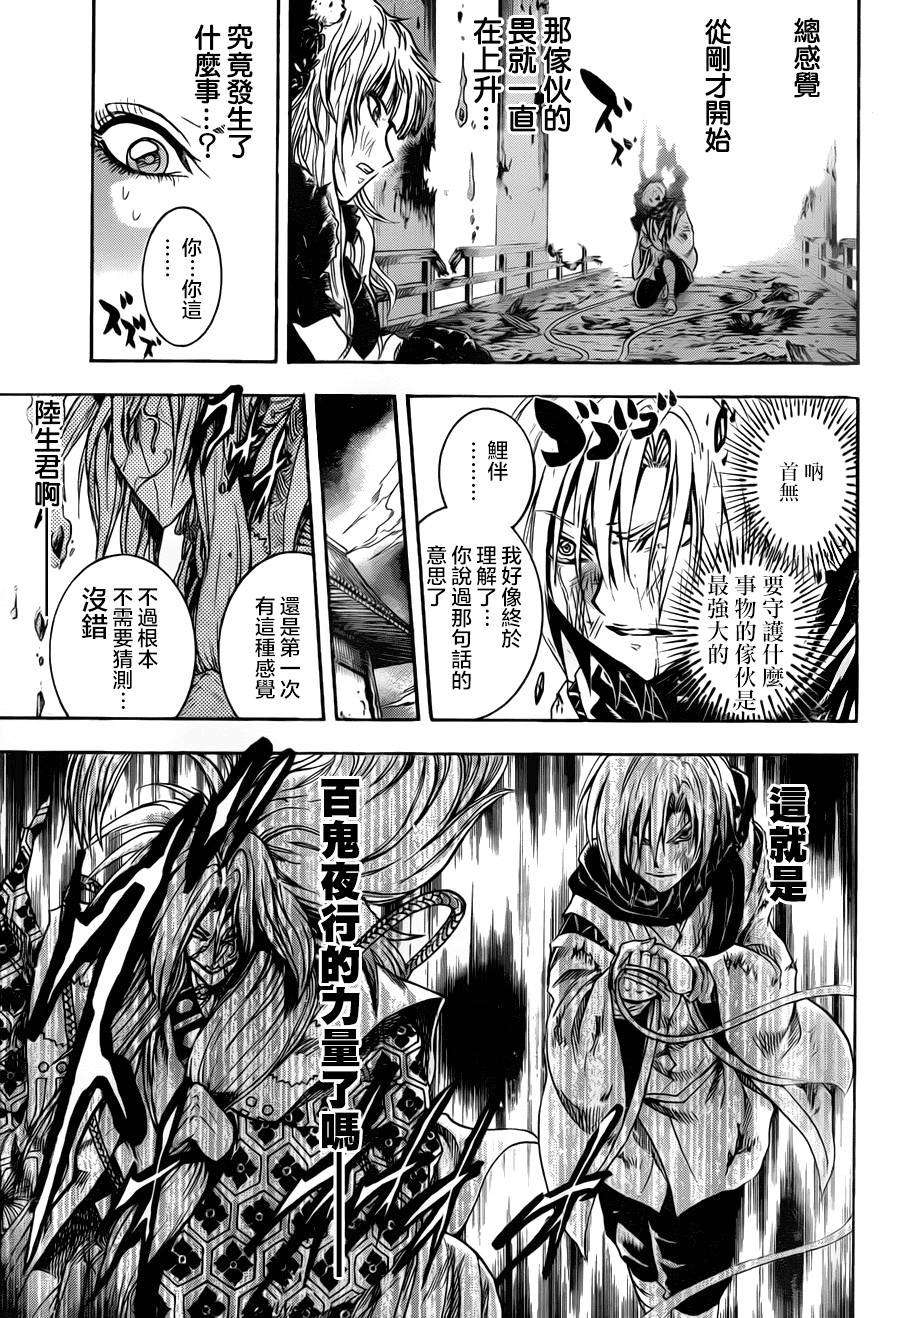 總感覺
從剛才開始
那傢伙的
畏就一直
在上升…
究竟發生了
什麼事…?
你…你這
……
吶
首無
要守護什麼
事物的傢伙是
最強大的
鯉伴
……
我好像終於
理解了…
你說過那句話的
意思了
還是第一次
有這種感覺
不過根本
不需要猜測…
沒錯
陸生君啊——
這就是
百鬼夜行的力量了嗎——